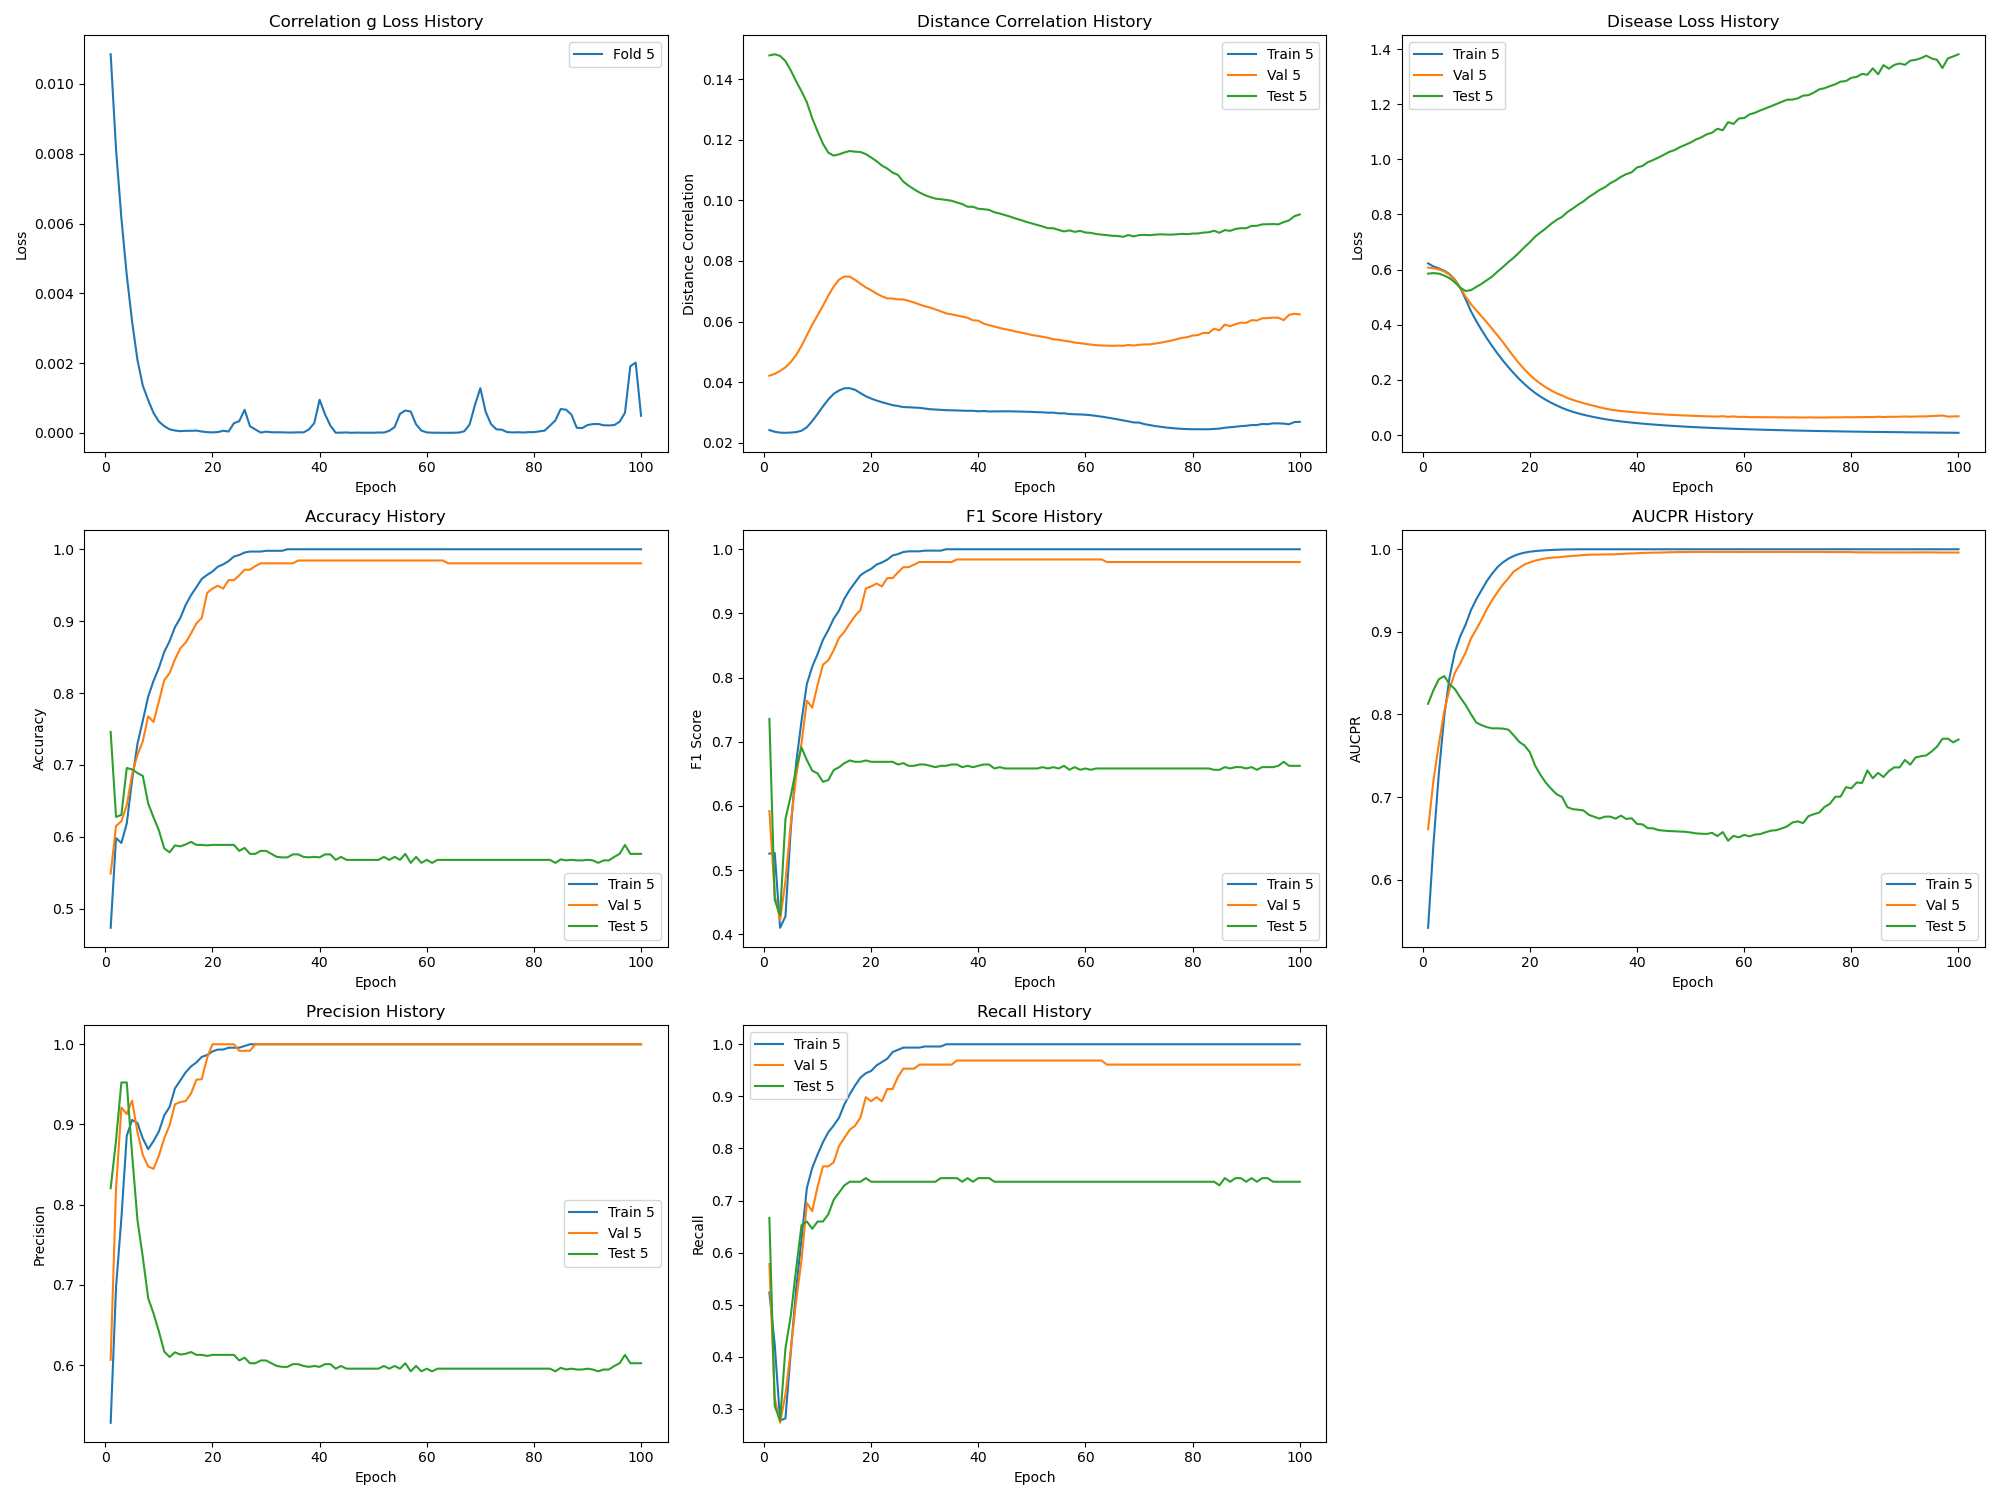 Correlation g Loss History
Loss
0.010
0.008
0.006
0.004
0.002
0.000
Fold 5
0 20 40 60 80 100
Epoch
Distance Correlation History
Distance Correlation
0.14
0.12
0.10
0.08
0.06
0.04
0.02
Train 5
Val 5
Test 5
0 20 40 60 80 100
Epoch
Disease Loss History
Loss
1.4
1.2
1.0
0.8
0.6
0.4
0.2
0.0
Train 5
Val 5
Test 5
0 20 40 60 80 100
Epoch
Accuracy History
Accuracy
1.0
0.9
0.8
0.7
0.6
0.5
Train 5
Val 5
Test 5
0 20 40 60 80 100
Epoch
F1 Score History
F1 Score
1.0
0.9
0.8
0.7
0.6
0.5
0.4
Train 5
Val 5
Test 5
0 20 40 60 80 100
Epoch
AUCPR History
AUCPR
1.0
0.9
0.8
0.7
0.6
Train 5
Val 5
Test 5
0 20 40 60 80 100
Epoch
Precision History
Precision
1.0
0.9
0.8
0.7
0.6
Train 5
Val 5
Test 5
0 20 40 60 80 100
Epoch
Recall History
Recall
1.0
0.9
0.8
0.7
0.6
0.5
0.4
0.3
Train 5
Val 5
Test 5
0 20 40 60 80 100
Epoch